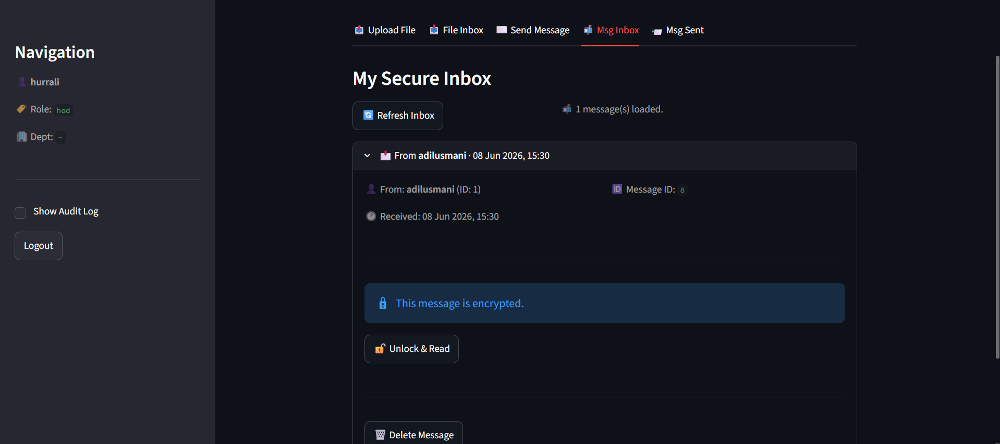 Navigation
hurrali
Role: hod
Dept: –
Show Audit Log
Logout
Upload File
File Inbox
Send Message
Msg Inbox
Msg Sent
My Secure Inbox
Refresh Inbox
1 message(s) loaded.
From adilusmani · 08 Jun 2026, 15:30
From: adilusmani (ID: 1)
ID Message ID: 8
Received: 08 Jun 2026, 15:30
This message is encrypted.
Unlock & Read
Delete Message